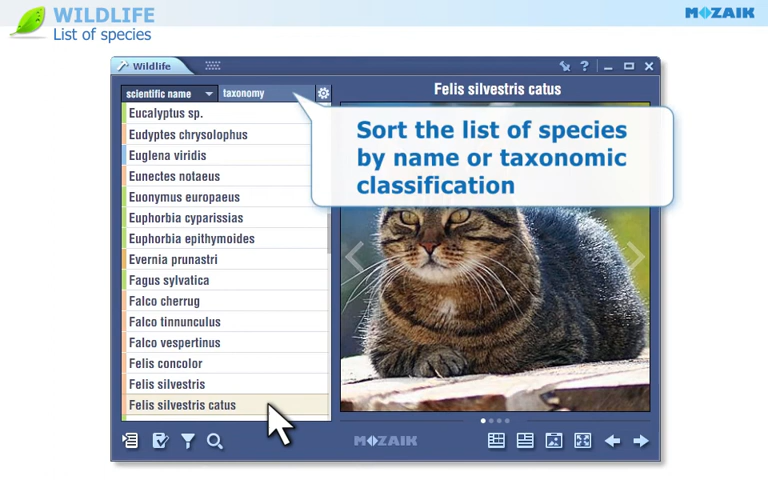 WILDLIFE
List of species
MOZAIK
Wildlife
?
scientific name
taxonomy
Felis silvestris catus
Eucalyptus sp.
Eudyptes chrysolophus
Euglena viridis
Eunectes notaeus
Euonymus europaeus
Euphorbia cyparissias
Euphorbia epithymoides
Evernia prunastri
Fagus sylvatica
Falco cherrug
Falco tinnunculus
Falco vespertinus
Felis concolor
Felis silvestris
Felis silvestris catus
Sort the list of species
by name or taxonomic
classification
MOZAIK